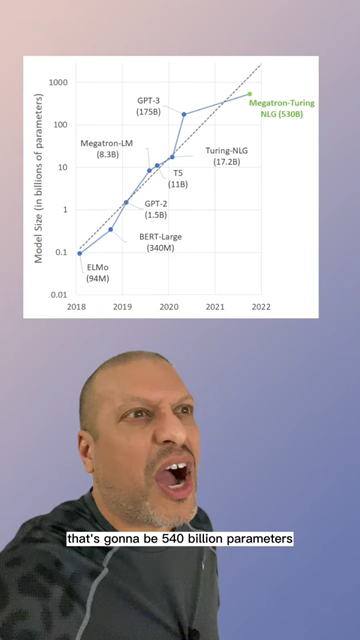 Model Size (in billions of parameters)
1000
100
10
1
0.1
0.01
2018
2019
2020
2021
2022
GPT-3
(175B)
Megatron-Turing
NLG (530B)
Megatron-LM
(8.3B)
Turing-NLG
(17.2B)
T5
(11B)
GPT-2
(1.5B)
BERT-Large
(340M)
ELMo
(94M)
that's gonna be 540 billion parameters